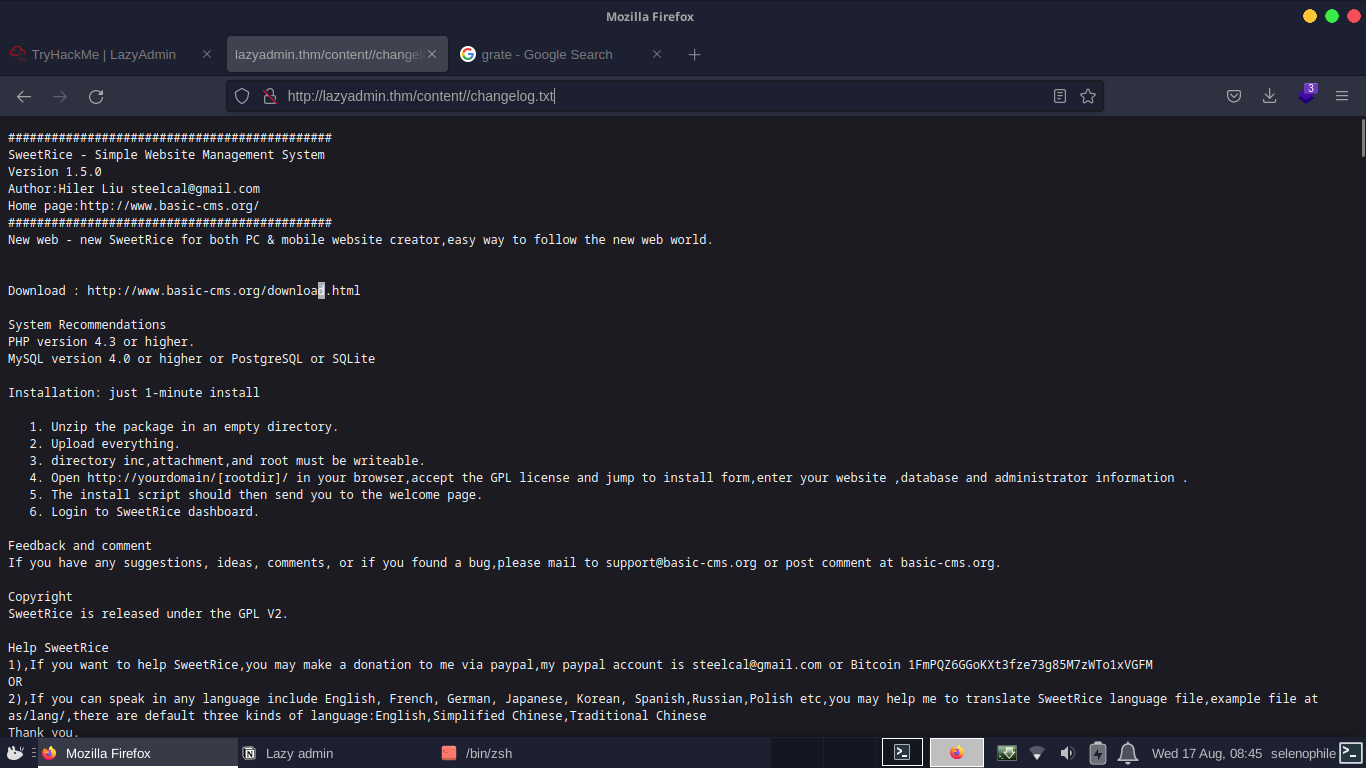 Mozilla Firefox
TryHackMe | LazyAdmin
lazyadmin.thm/content//change
grate - Google Search
http://lazyadmin.thm/content//changelog.txt
3
#############################################
SweetRice - Simple Website Management System
Version 1.5.0
Author:Hiler Liu steelcal@gmail.com
Home page:http://www.basic-cms.org/
#############################################
New web - new SweetRice for both PC & mobile website creator,easy way to follow the new web world.
Download : http://www.basic-cms.org/download.html
System Recommendations
PHP version 4.3 or higher.
MySQL version 4.0 or higher or PostgreSQL or SQLite
Installation: just 1-minute install
1. Unzip the package in an empty directory.
2. Upload everything.
3. directory inc,attachment,and root must be writeable.
4. Open http://yourdomain/[rootdir]/ in your browser,accept the GPL license and jump to install form,enter your website ,database and administrator information .
5. The install script should then send you to the welcome page.
6. Login to SweetRice dashboard.
Feedback and comment
If you have any suggestions, ideas, comments, or if you found a bug,please mail to support@basic-cms.org or post comment at basic-cms.org.
Copyright
SweetRice is released under the GPL V2.
Help SweetRice
1),If you want to help SweetRice,you may make a donation to me via paypal,my paypal account is steelcal@gmail.com or Bitcoin 1FmPQZ6GGoKXt3fze73g85M7zWTo1xVGFM
OR
2),If you can speak in any language include English, French, German, Japanese, Korean, Spanish,Russian,Polish etc,you may help me to translate SweetRice language file,example file at
as/lang/,there are default three kinds of language:English,Simplified Chinese,Traditional Chinese
Thank you.
Mozilla Firefox
Lazy admin
/bin/zsh
Wed 17 Aug, 08:45
selenophile